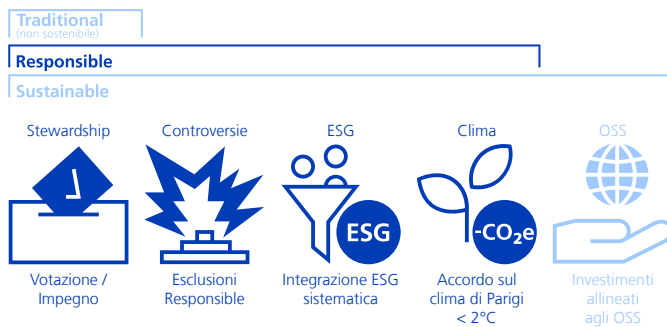 Traditional
(non sostenibile)
Responsible
Sustainable
Stewardship
Controversie
ESG
Clima
OSS
ESG
-CO₂e
Votazione /
Impegno
Esclusioni
Responsible
Integrazione ESG
sistematica
Accordo sul
clima di Parigi
< 2°C
Investimenti
allineati
agli OSS